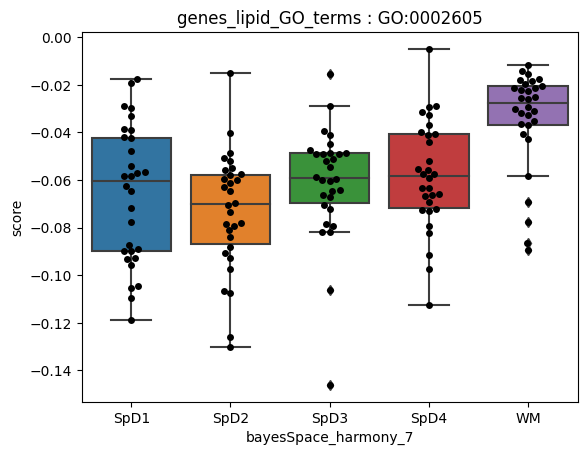 genes_lipid_GO_terms : GO:0002605
0.00
−0.02
−0.04
−0.06
−0.08
−0.10
−0.12
−0.14
score
SpD1 SpD2 SpD3 SpD4 WM
bayesSpace_harmony_7